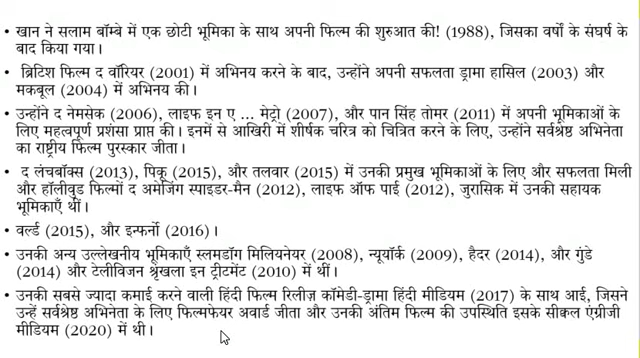 • खान ने सलाम बॉम्बे में एक छोटी भूमिका के साथ अपनी फिल्म की शुरुआत की! (1988), जिसका वर्षों के संघर्ष के
बाद किया गया।
• ब्रिटिश फिल्म द वॉरियर (2001) में अभिनय करने के बाद, उन्होंने अपनी सफलता ड्रामा हासिल (2003) और
मकबूल (2004) में अभिनय की।
• उन्होंने द नेमसेक (2006), लाइफ इन ए ... मेट्रो (2007), और पान सिंह तोमर (2011) में अपनी भूमिकाओं के
लिए महत्वपूर्ण प्रशंसा प्राप्त की। इनमें से आखिरी में शीर्षक चरित्र को चित्रित करने के लिए, उन्होंने सर्वश्रेष्ठ अभिनेता
का राष्ट्रीय फिल्म पुरस्कार जीता।
• द लंचबॉक्स (2013), पिकू (2015), और तलवार (2015) में उनकी प्रमुख भूमिकाओं के लिए और सफलता मिली
और हॉलीवुड फिल्मों द अमेजिंग स्पाइडर-मैन (2012), लाइफ ऑफ पाई (2012), जुरासिक में उनकी सहायक
भूमिकाएँ थीं।
• वर्ल्ड (2015), और इन्फर्नो (2016)।
• उनकी अन्य उल्लेखनीय भूमिकाएँ स्लमडॉग मिलियनेयर (2008), न्यूयॉर्क (2009), हैदर (2014), और गुंडे
(2014) और टेलीविजन श्रृंखला इन ट्रीटमेंट (2010) में थीं।
• उनकी सबसे ज्यादा कमाई करने वाली हिंदी फिल्म रिलीज़ कॉमेडी-ड्रामा हिंदी मीडियम (2017) के साथ आई, जिसने
उन्हें सर्वश्रेष्ठ अभिनेता के लिए फिल्मफेयर अवार्ड जीता और उनकी अंतिम फिल्म की उपस्थिति इसके सीक्वल एंग्रीजी
मीडियम (2020) में थी।